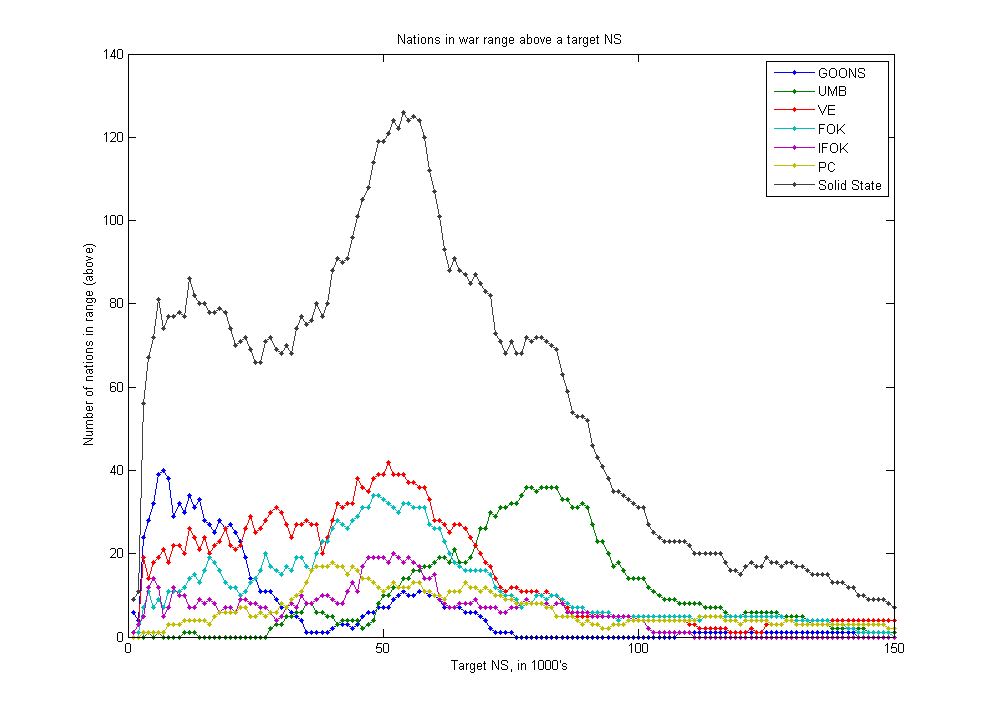 Nations in war range above a target NS
140
120
100
80
60
40
20
0
Number of nations in range (above)
GOONS
UMB
VE
FOK
IFOK
PC
Solid State
0 50 100 150
Target NS, in 1000's